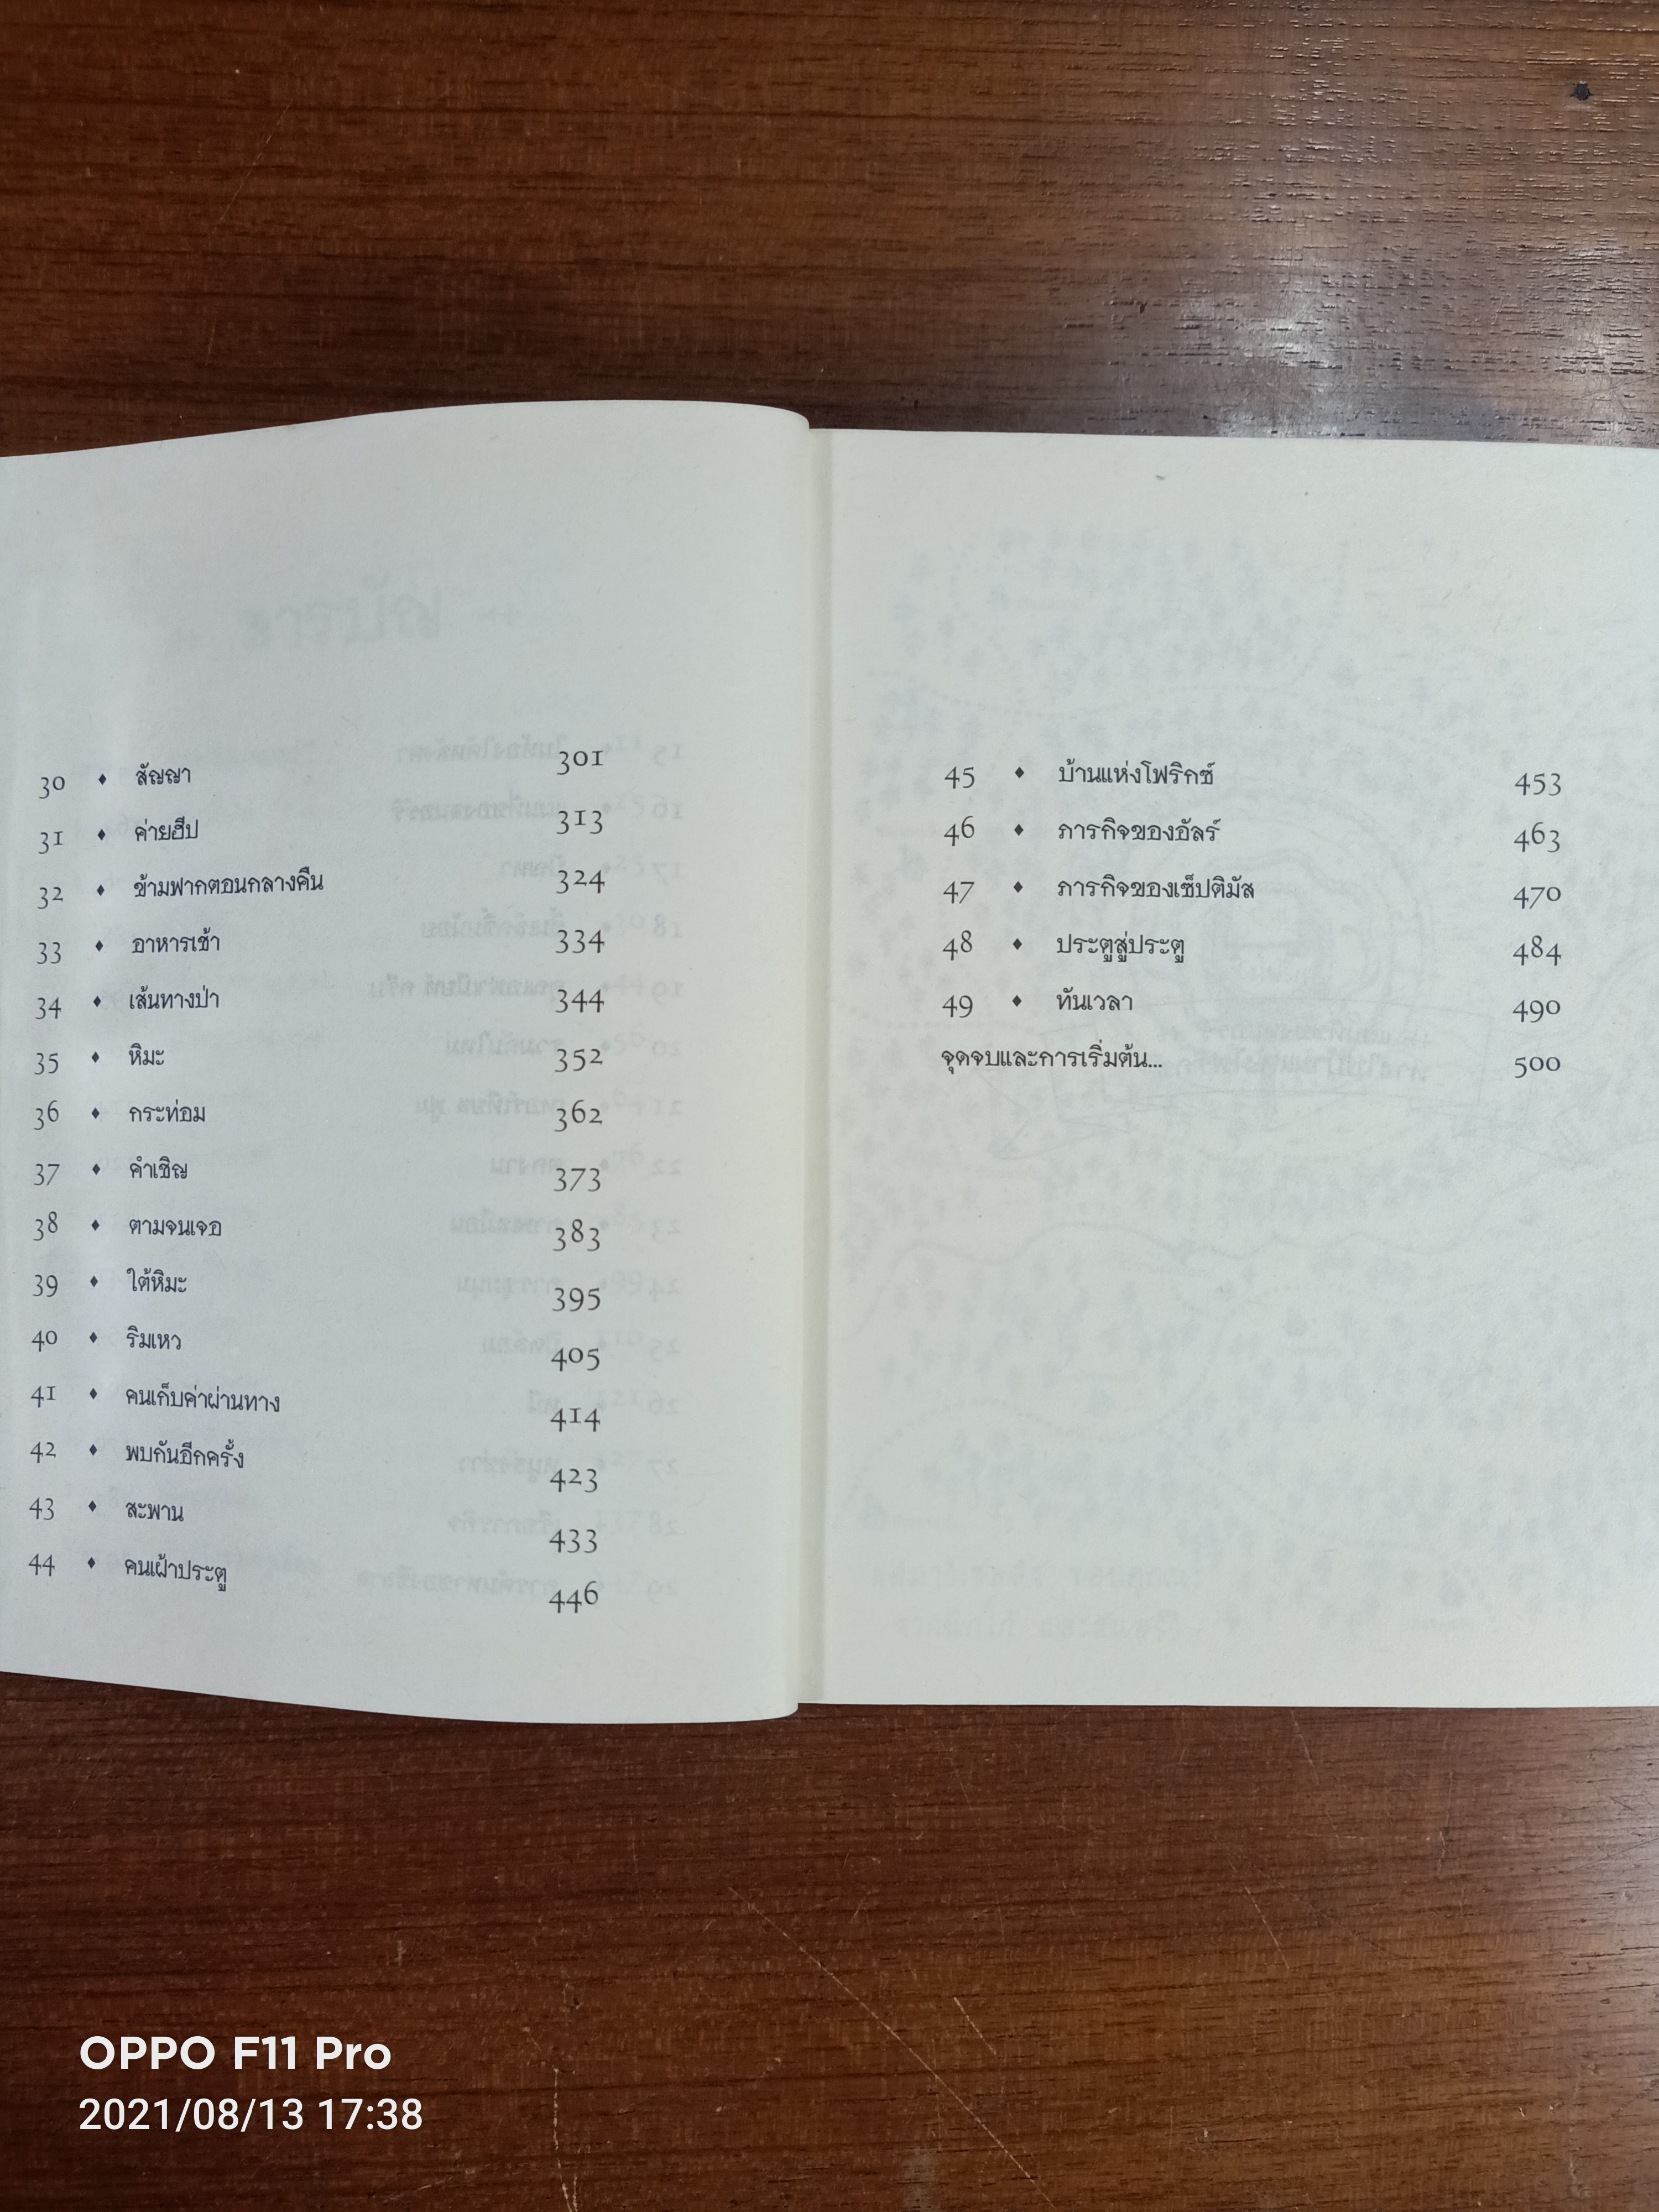 30 ♦ สัญญา 301
31 ♦ ค่ายฮีป 313
32 ♦ ข้ามฟากตอนกลางคืน 324
33 ♦ อาหารเช้า 334
34 ♦ เส้นทางป่า 344
35 ♦ หิมะ 352
36 ♦ กระท่อม 362
37 ♦ คำเชิญ 373
38 ♦ ตามจนเจอ 383
39 ♦ ใต้หิมะ 395
40 ♦ ริมเหว 405
41 ♦ คนเก็บค่าผ่านทาง 414
42 ♦ พบกันอีกครั้ง 423
43 ♦ สะพาน 433
44 ♦ คนเฝ้าประตู 446
45 ♦ บ้านแห่งโฟริกซ์ 453
46 ♦ ภารกิจของอัลร์ 463
47 ♦ ภารกิจของเซ็ปติมัส 470
48 ♦ ประตูสู่ประตู 484
49 ♦ ทันเวลา 490
จุดจบและการเริ่มต้น... 500
OPPO F11 Pro
2021/08/13 17:38